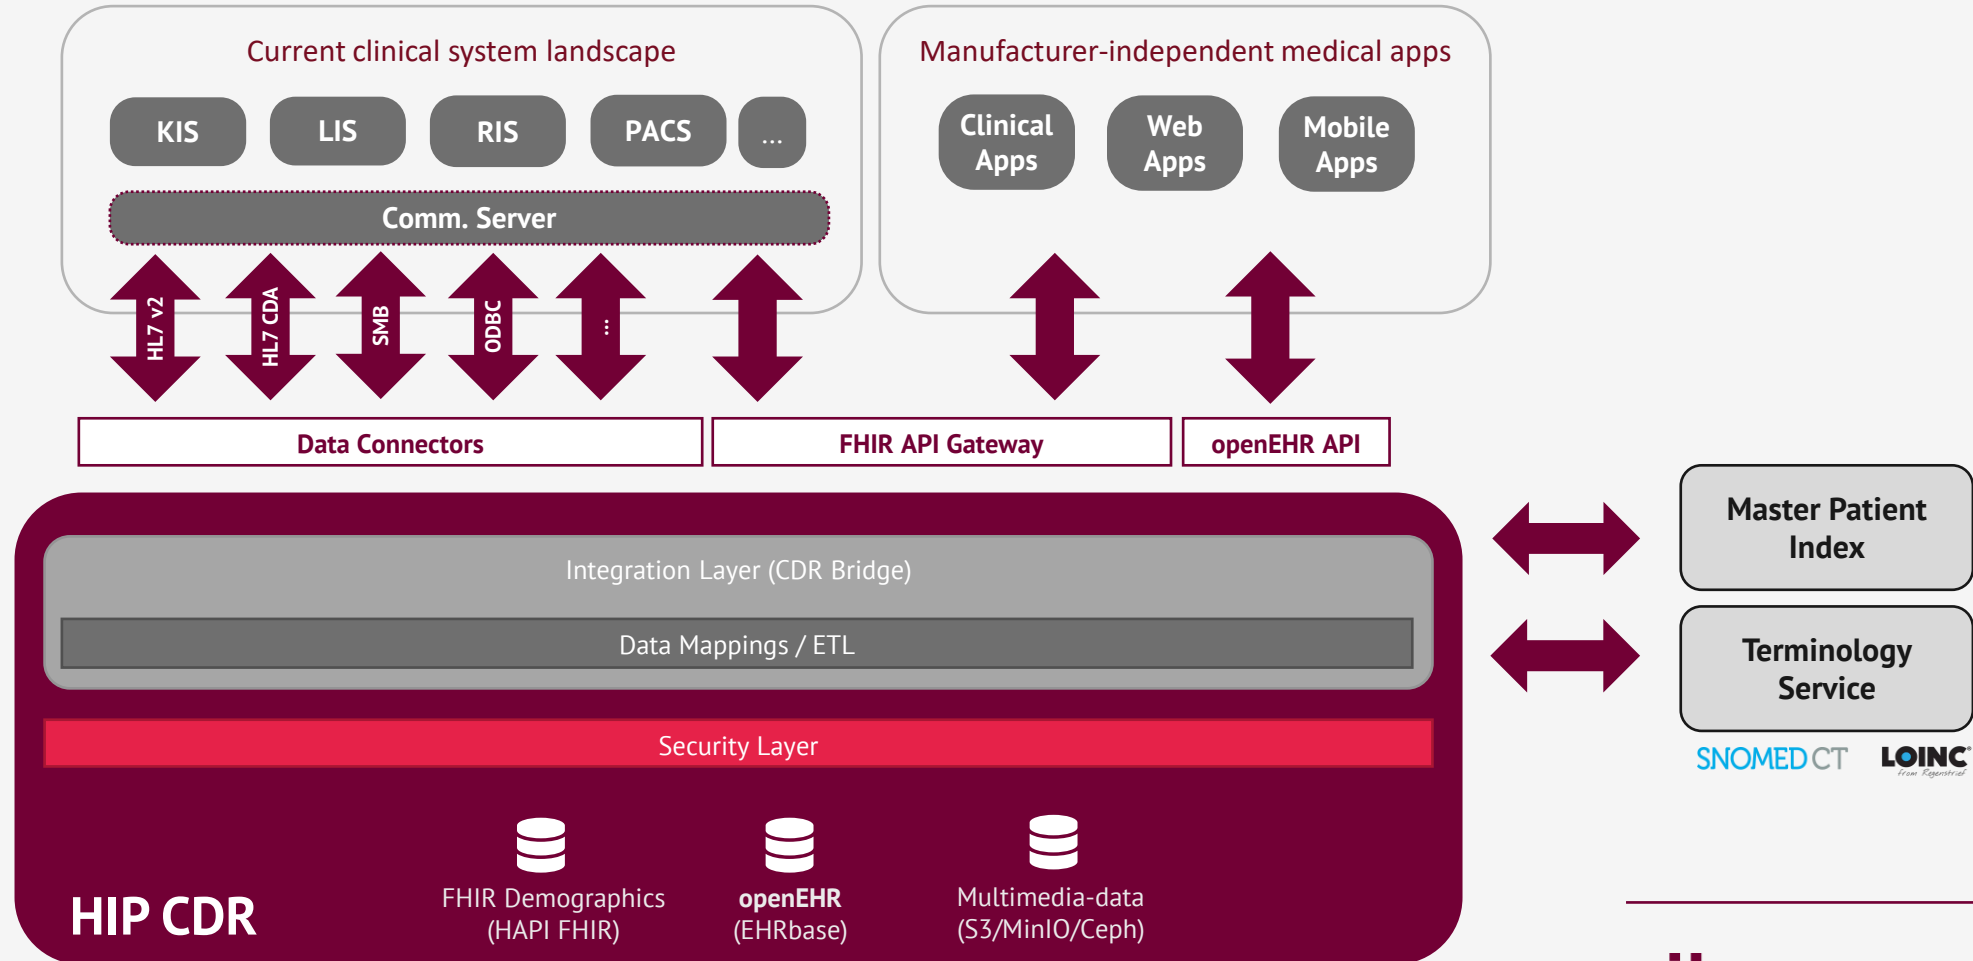 Current clinical system landscape
Manufacturer-independent medical apps
KIS
LIS
RIS
PACS
...
Clinical
Apps
Web
Apps
Mobile
Apps
Comm. Server
HL7 v2
HL7 CDA
SMB
ODBC
...
Data Connectors
FHIR API Gateway
openEHR API
Integration Layer (CDR Bridge)
Data Mappings / ETL
Security Layer
Master Patient
Index
Terminology
Service
SNOMED CT
LOINC®
from Regenstrief
HIP CDR
FHIR Demographics
(HAPI FHIR)
openEHR
(EHRbase)
Multimedia-data
(S3/MinIO/Ceph)